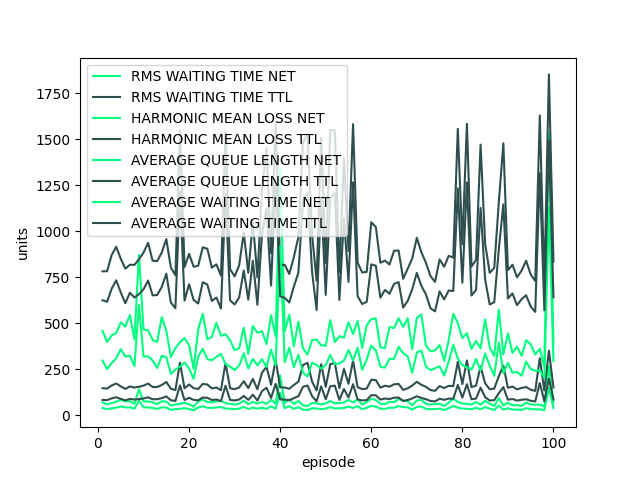 RMS WAITING TIME NET
RMS WAITING TIME TTL
HARMONIC MEAN LOSS NET
HARMONIC MEAN LOSS TTL
AVERAGE QUEUE LENGTH NET
AVERAGE QUEUE LENGTH TTL
AVERAGE WAITING TIME NET
AVERAGE WAITING TIME TTL
1750
1500
1250
1000
750
500
250
0
units
0 20 40 60 80 100
episode